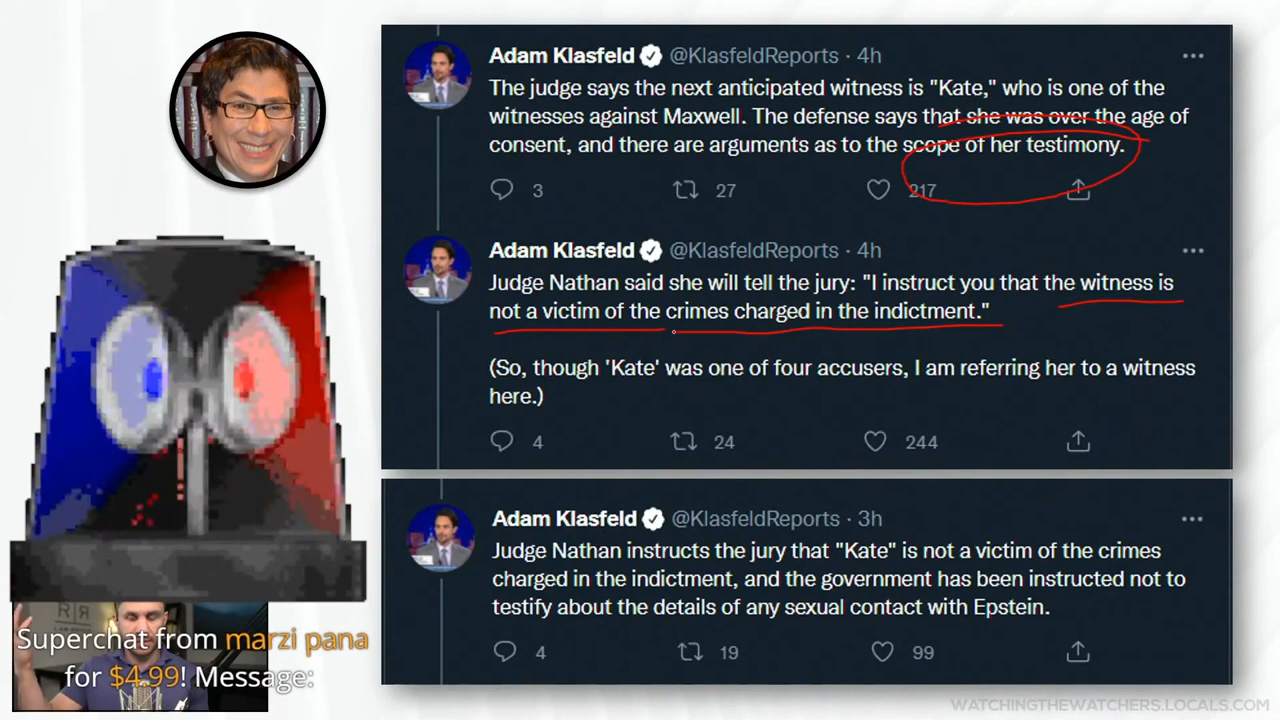 Adam Klasfeld @KlasfeldReports · 4h
The judge says the next anticipated witness is "Kate," who is one of the
witnesses against Maxwell. The defense says that she was over the age of
consent, and there are arguments as to the scope of her testimony.
3 27 217
Adam Klasfeld @KlasfeldReports · 4h
Judge Nathan said she will tell the jury: "I instruct you that the witness is
not a victim of the crimes charged in the indictment."
(So, though 'Kate' was one of four accusers, I am referring her to a witness
here.)
4 24 244
Adam Klasfeld @KlasfeldReports · 3h
Judge Nathan instructs the jury that "Kate" is not a victim of the crimes
charged in the indictment, and the government has been instructed not to
testify about the details of any sexual contact with Epstein.
4 19 99
R R
Superchat from marzi pana
for $4.99! Message:
WATCHINGTHEWATCHERS.LOCALS.COM